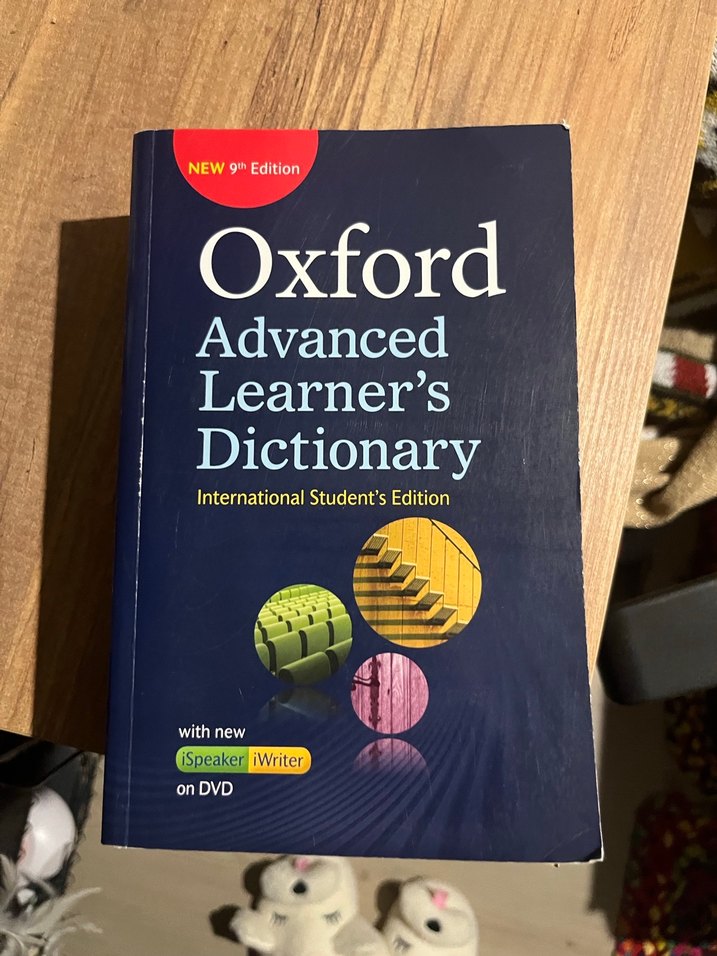 NEW 9th Edition
Oxford
Advanced
Learner's
Dictionary
International Student's Edition
with new
iSpeaker iWriter
on DVD